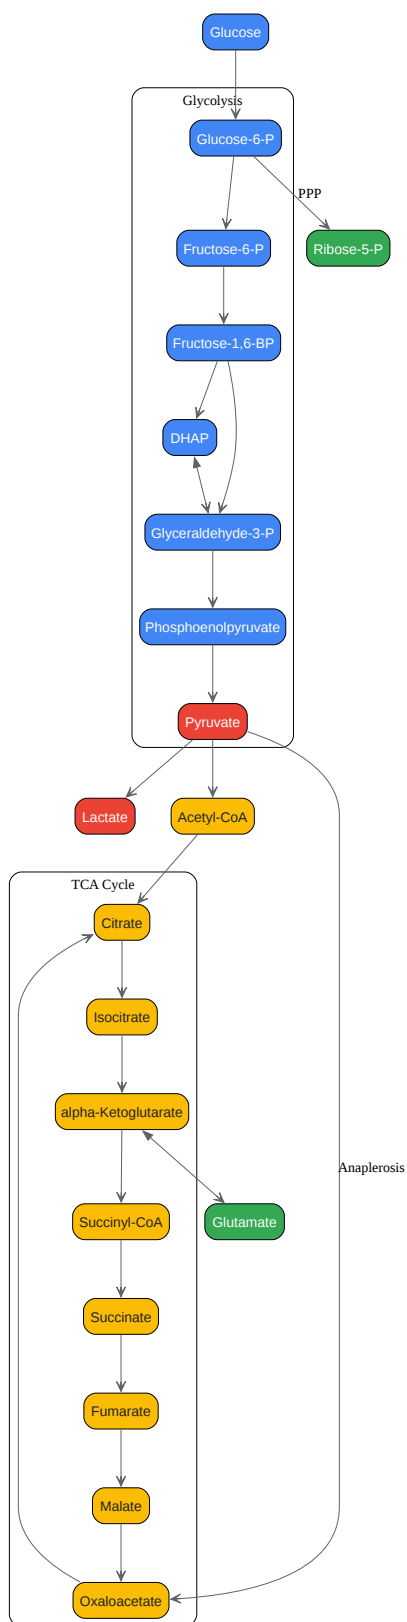 Glucose
Glycolysis
Glucose-6-P
PPP
Fructose-6-P
Ribose-5-P
Fructose-1,6-BP
DHAP
Glyceraldehyde-3-P
Phosphoenolpyruvate
Pyruvate
Lactate
Acetyl-CoA
TCA Cycle
Citrate
Isocitrate
alpha-Ketoglutarate
Anaplerosis
Succinyl-CoA
Glutamate
Succinate
Fumarate
Malate
Oxaloacetate